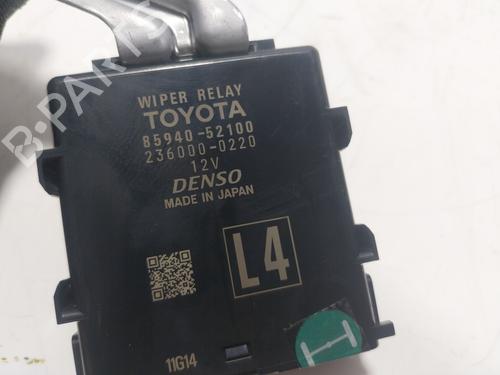 WIPER RELAY
TOYOTA
85940-52100
236000-0220
12V
DENSO
MADE IN JAPAN
L4
11G14
H
B-PARTS